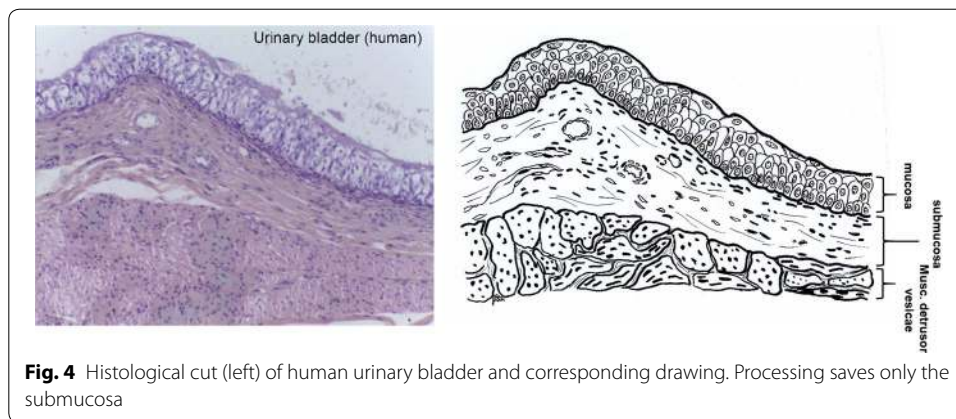 Urinary bladder (human)
mucosa
submucosa
Musc. detrusor
vesicae
Fig. 4 Histological cut (left) of human urinary bladder and corresponding drawing. Processing saves only the
submucosa